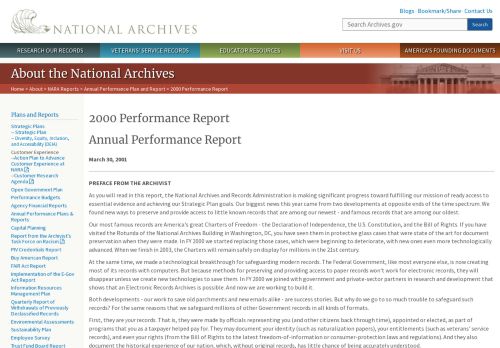 NATIONAL ARCHIVES
Blogs · Bookmark/Share · Contact Us
Search Archives.gov
Search
RESEARCH OUR RECORDS
VETERANS' SERVICE RECORDS
EDUCATOR RESOURCES
VISIT US
AMERICA'S FOUNDING DOCUMENTS
About the National Archives
Home > About > NARA Reports > Annual Performance Plan and Report > 2000 Performance Report
Plans and Reports
Strategic Plans
– Strategic Plan
– Diversity, Equity, Inclusion,
and Accessibility (DEIA)
Customer Experience
–Action Plan to Advance
Customer Experience at
NARA
– Customer Research
Agenda
Open Government Plan
Performance Budgets
Agency Financial Reports
Annual Performance Plans &
Reports
Capital Planning
Report from the Archivist's
Task Force on Racism
PIV Credentials Report
Buy American Report
FAIR Act Report
Implementation of the E-Gov
Act Report
Information Resources
Management Plan
Quarterly Report of
Withdrawals of Previously
Declassified Records
Environmental Assessments
Sustainability Plan
Employee Survey
Trust Fund Board Report
2000 Performance Report
Annual Performance Report
March 30, 2001
PREFACE FROM THE ARCHIVIST
As you will read in this report, the National Archives and Records Administration is making significant progress toward fulfilling our mission of ready access to
essential evidence and achieving our Strategic Plan goals. Our biggest news this year came from two developments at opposite ends of the time spectrum. We
found new ways to preserve and provide access to little known records that are among our newest - and famous records that are among our oldest.
Our most famous records are America's great Charters of Freedom - the Declaration of Independence, the U.S. Constitution, and the Bill of Rights. If you have
visited the Rotunda of the National Archives Building in Washington, DC, you have seen them in protective glass cases that were state of the art for document
preservation when they were made. In FY 2000 we started replacing those cases, which were beginning to deteriorate, with new ones even more technologically
advanced. When we finish in 2003, the Charters will remain safely on display for millions in the 21st century.
At the same time, we made a technological breakthrough for safeguarding modern records. The Federal Government, like most everyone else, is now creating
most of its records with computers. But because methods for preserving and providing access to paper records won't work for electronic records, they will
disappear unless we create new technologies to save them. In FY 2000 we joined with government and private-sector partners in research and development that
shows that an Electronic Records Archives is possible. And now we are working to build it.
Both developments - our work to save old parchments and new emails alike - are success stories. But why do we go to so much trouble to safeguard such
records? For the same reasons that we safeguard millions of other Government records in all kinds of formats.
First, they are your records. That is, they were made by officials representing you (and other citizens back through time), appointed or elected, as part of
programs that you as a taxpayer helped pay for. They may document your identity (such as naturalization papers), your entitlements (such as veterans' service
records), and even your rights (from the Bill of Rights to the latest freedom-of-information or consumer-protection laws and regulations). And they also
document the historical experience of our nation, which, without original records, has little chance of being accurately understood.